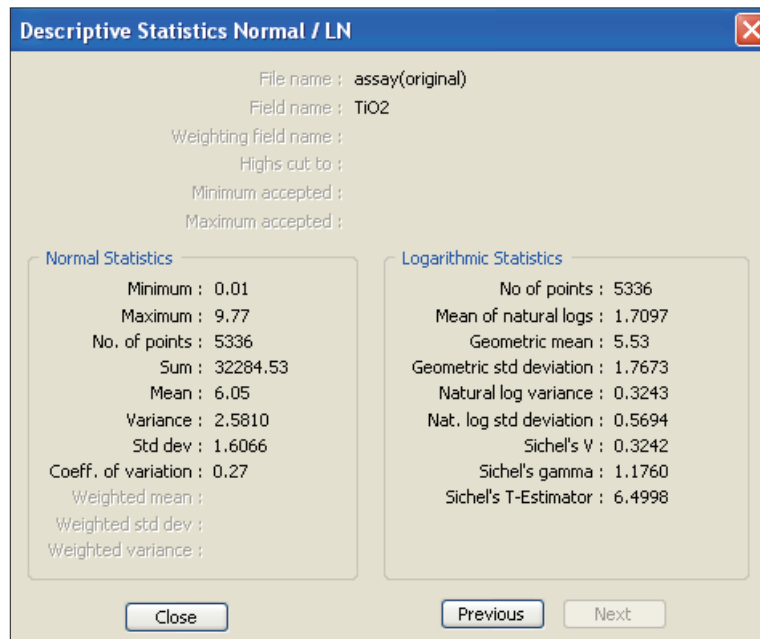 Descriptive Statistics Normal / LN
File name : assay(original)
Field name : TiO2
Weighting field name :
Highs cut to :
Minimum accepted :
Maximum accepted :
Normal Statistics
Minimum : 0.01
Maximum : 9.77
No. of points : 5336
Sum : 32284.53
Mean : 6.05
Variance : 2.5810
Std dev : 1.6066
Coeff. of variation : 0.27
Weighted mean :
Weighted std dev :
Weighted variance :
Logarithmic Statistics
No of points : 5336
Mean of natural logs : 1.7097
Geometric mean : 5.53
Geometric std deviation : 1.7673
Natural log variance : 0.3243
Nat. log std deviation : 0.5694
Sichel's V : 0.3242
Sichel's gamma : 1.1760
Sichel's T-Estimator : 6.4998
Close
Previous
Next